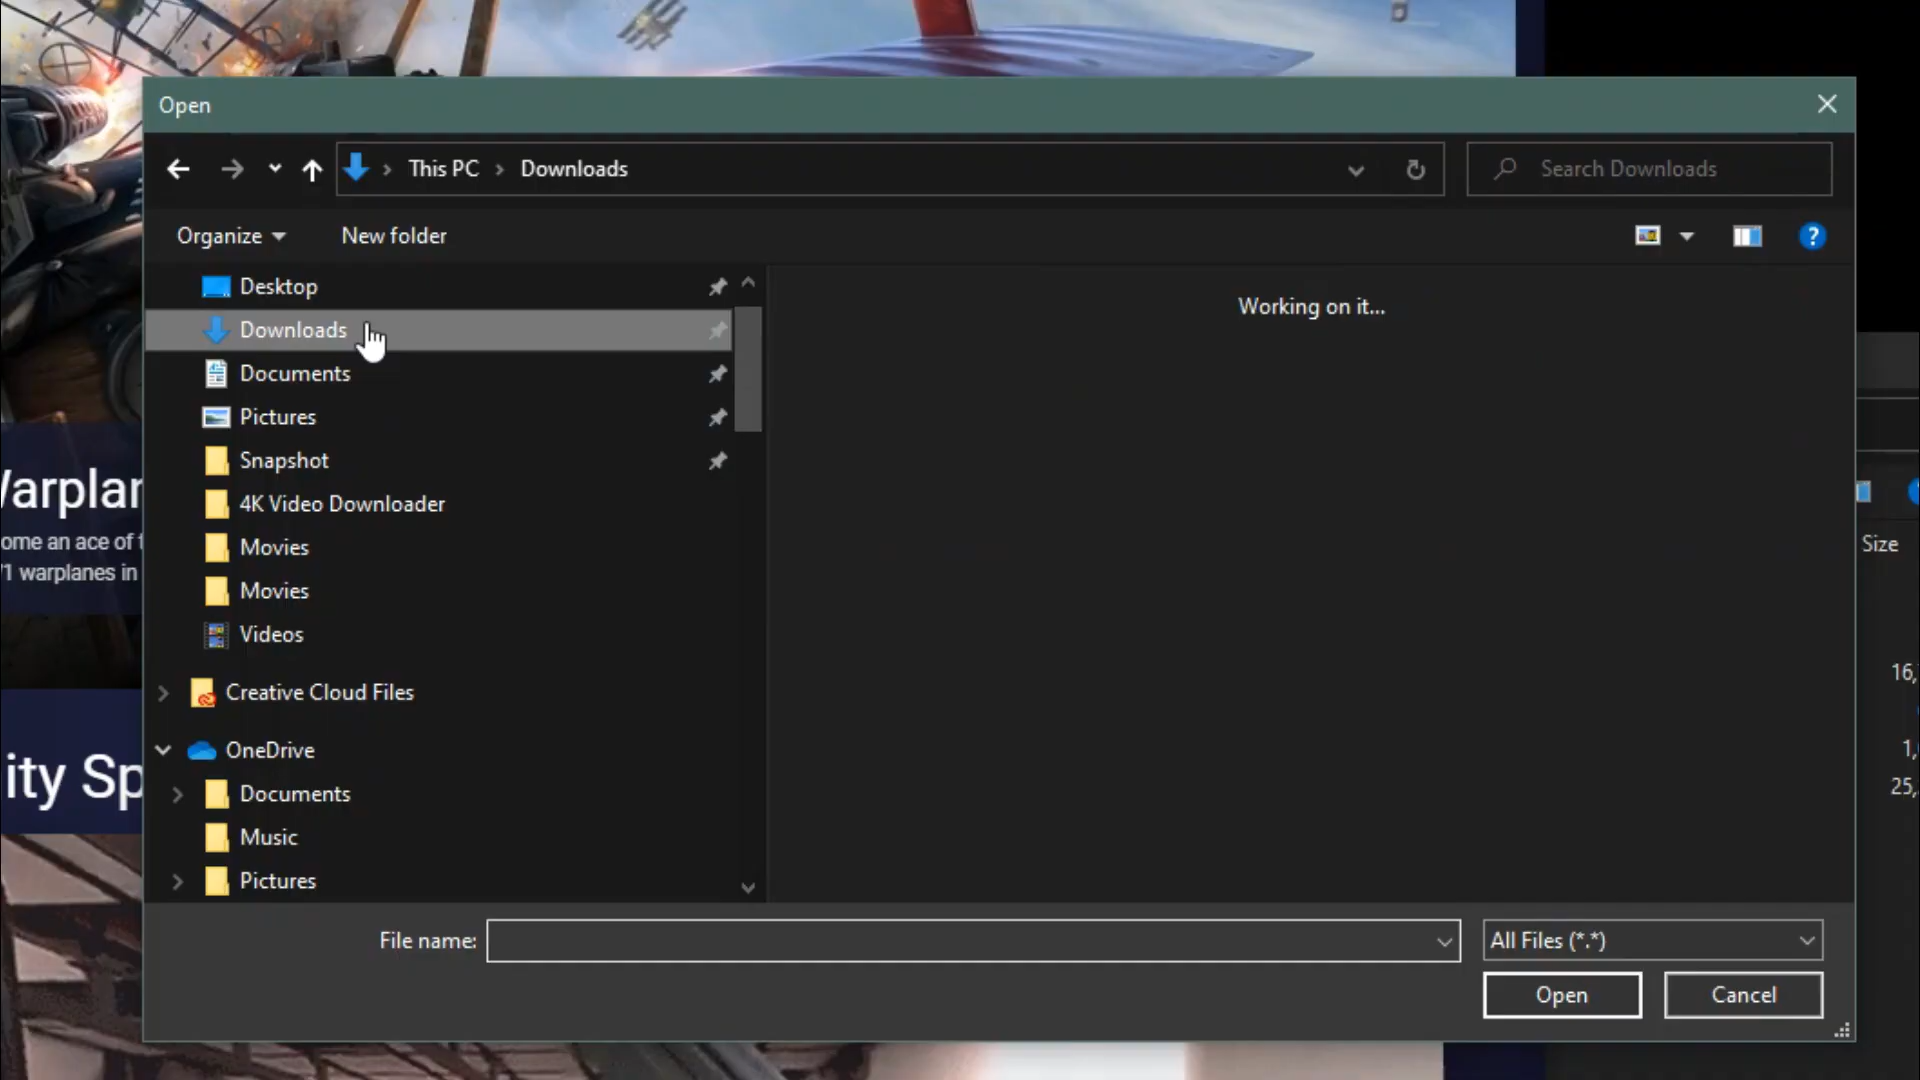 Open
This PC
Downloads
Search Downloads
Organize
New folder
Desktop
Downloads
Documents
Pictures
Snapshot
4K Video Downloader
Movies
Movies
Videos
Creative Cloud Files
OneDrive
Documents
Music
Pictures
Working on it...
File name:
All Files (*.*)
Open
Cancel
ome an ace of
warplanes in
ity Sp
Size
16,
1,
25,